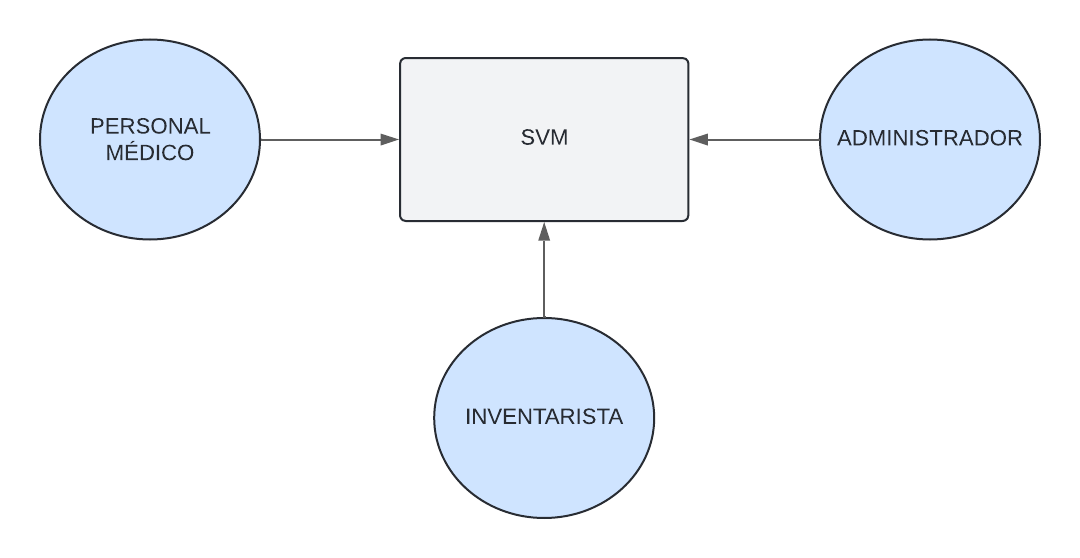 PERSONAL
MÉDICO
SVM
ADMINISTRADOR
INVENTARISTA